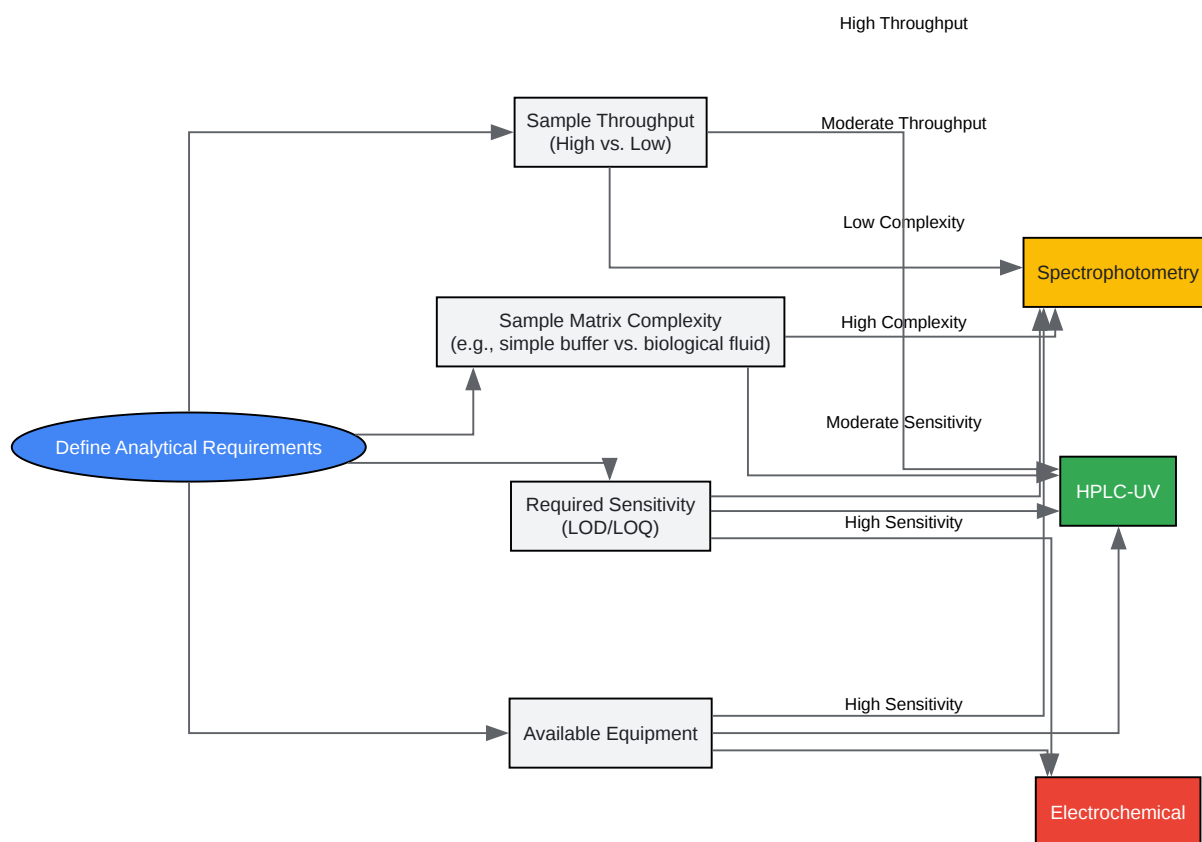 High Throughput
Sample Throughput
(High vs. Low)
Moderate Throughput
Low Complexity
Spectrophotometry
Sample Matrix Complexity
(e.g., simple buffer vs. biological fluid)
High Complexity
Define Analytical Requirements
Moderate Sensitivity
HPLC-UV
Required Sensitivity
(LOD/LOQ)
High Sensitivity
High Sensitivity
Available Equipment
Electrochemical